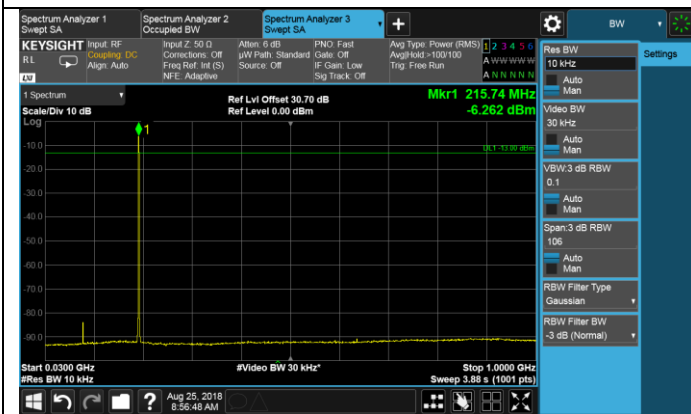 Spectrum Analyzer 1
Swept SA
Spectrum Analyzer 2
Occupied BW
Spectrum Analyzer 3
Swept SA
BW
KEYSIGHT
RL
LXI
Input: RF
Coupling: DC
Align: Auto
Input Z: 50 Ω
Corrections: Off
Freq Ref: Int (S)
NFE: Adaptive
Atten: 6 dB
µW Path: Standard
Source: Off
PNO: Fast
Gate: Off
IF Gain: Low
Sig Track: Off
Avg Type: Power (RMS)
Avg|Hold:>100/100
Trig: Free Run
1 2 3 4 5 6
A W W W W W
A N N N N N
1 Spectrum
Scale/Div 10 dB
Ref Lvl Offset 30.70 dB
Ref Level 0.00 dBm
Mkr1 215.74 MHz
-6.262 dBm
Log
1
DL1 -13.00 dBm
-10.0
-20.0
-30.0
-40.0
-50.0
-60.0
-70.0
-80.0
-90.0
Start 0.0300 GHz
#Res BW 10 kHz
#Video BW 30 kHz*
Stop 1.0000 GHz
Sweep 3.88 s (1001 pts)
Aug 25, 2018
8:56:48 AM
Res BW
10 kHz
Auto
Man
Video BW
30 kHz
Auto
Man
VBW:3 dB RBW
0.1
Auto
Man
Span:3 dB RBW
106
Auto
Man
RBW Filter Type
Gaussian
RBW Filter BW
-3 dB (Normal)
Settings